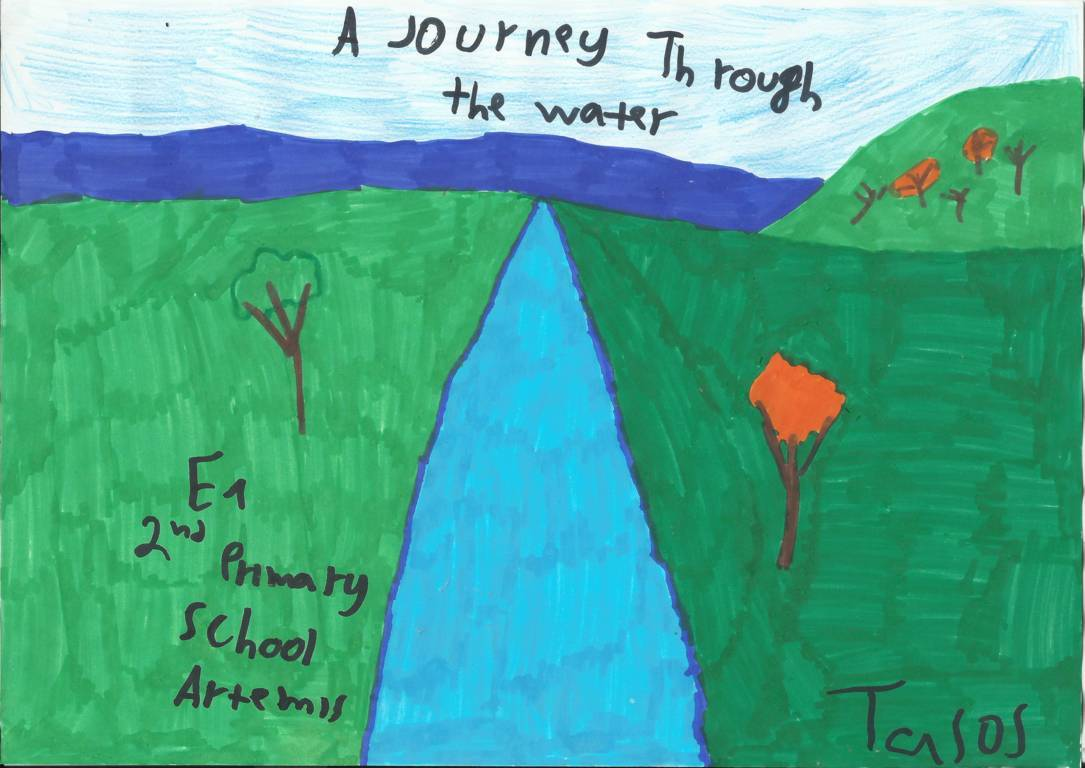 A JOURNEY Through
the water
E1
2nd Primary
School
Artemis
Tasos